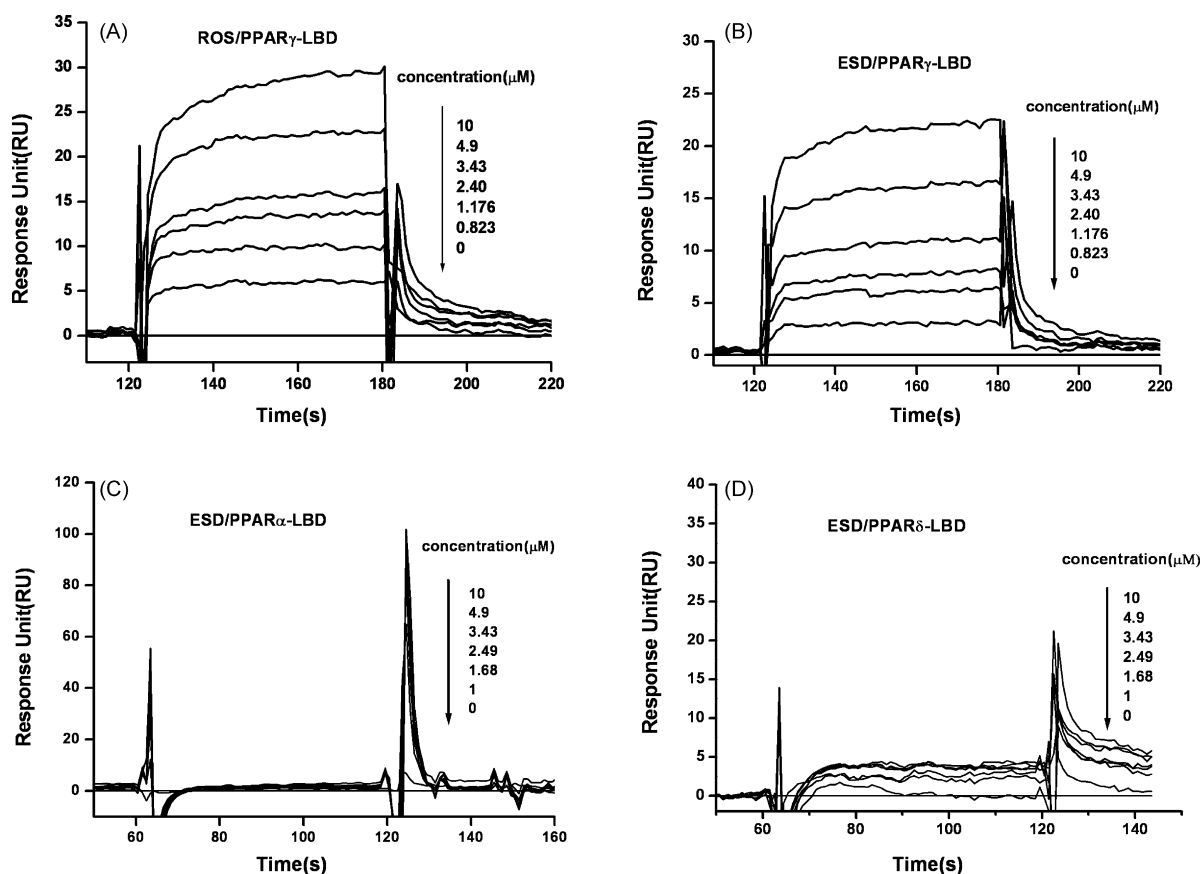 (A)
ROS/PPARγ-LBD
concentration(μM)
10
4.9
3.43
2.40
1.176
0.823
0
Response Unit(RU)
35
30
25
20
15
10
5
0
120 140 160 180 200 220
Time(s)
(B)
ESD/PPARγ-LBD
concentration(μM)
10
4.9
3.43
2.40
1.176
0.823
0
Response Unit(RU)
30
25
20
15
10
5
0
120 140 160 180 200 220
Time(s)
(C)
ESD/PPARα-LBD
concentration(μM)
10
4.9
3.43
2.49
1.68
1
0
Response Unit(RU)
120
100
80
60
40
20
0
60 80 100 120 140 160
Time(s)
(D)
ESD/PPARδ-LBD
concentration(μM)
10
4.9
3.43
2.49
1.68
1
0
Response Unit(RU)
40
35
30
25
20
15
10
5
0
60 80 100 120 140
Time(s)